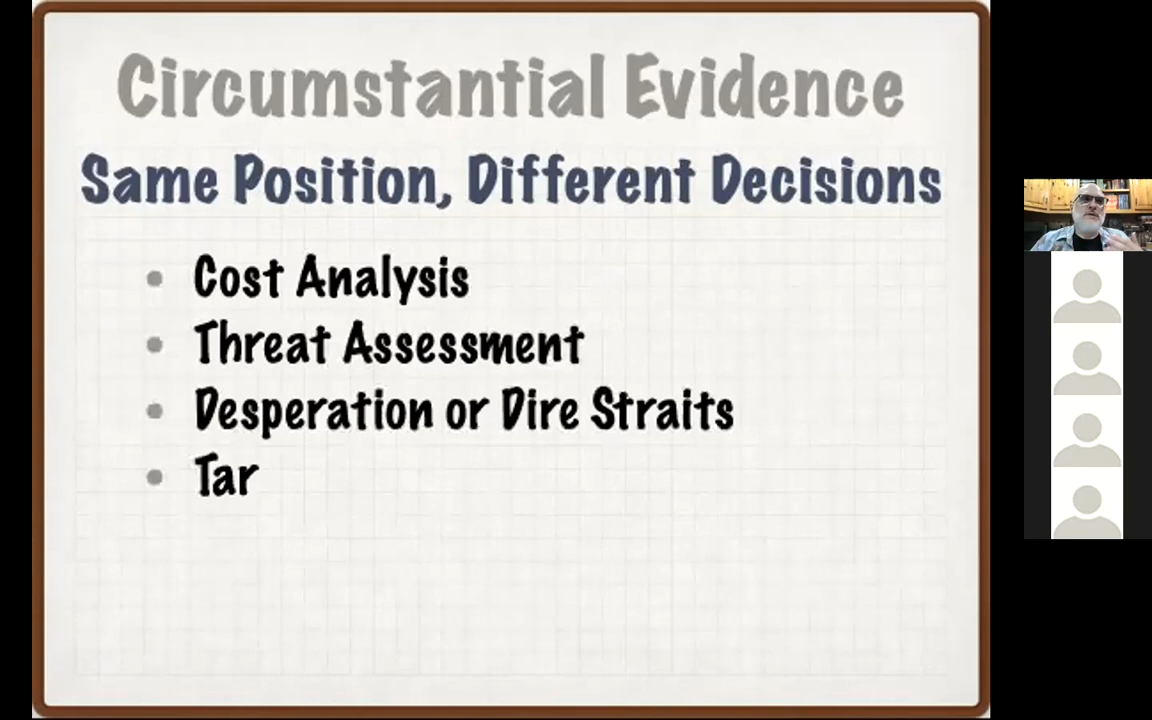 Circumstantial Evidence
Same Position, Different Decisions
Cost Analysis
Threat Assessment
Desperation or Dire Straits
Tar